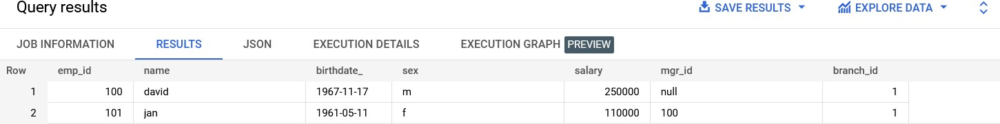 Query results SAVE RESULTS EXPLORE DATA
JOB INFORMATION RESULTS JSON EXECUTION DETAILS EXECUTION GRAPH PREVIEW
Row emp_id name birthdate_ sex salary mgr_id branch_id
1 100 david 1967-11-17 m 250000 null 1
2 101 jan 1961-05-11 f 110000 100 1